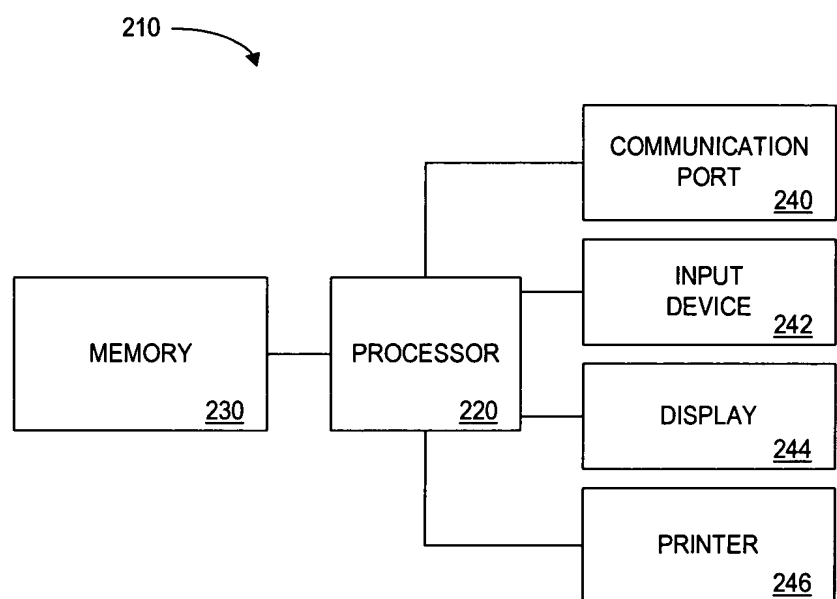 210
COMMUNICATION
PORT
240
INPUT
DEVICE
242
MEMORY
230
PROCESSOR
220
DISPLAY
244
PRINTER
246